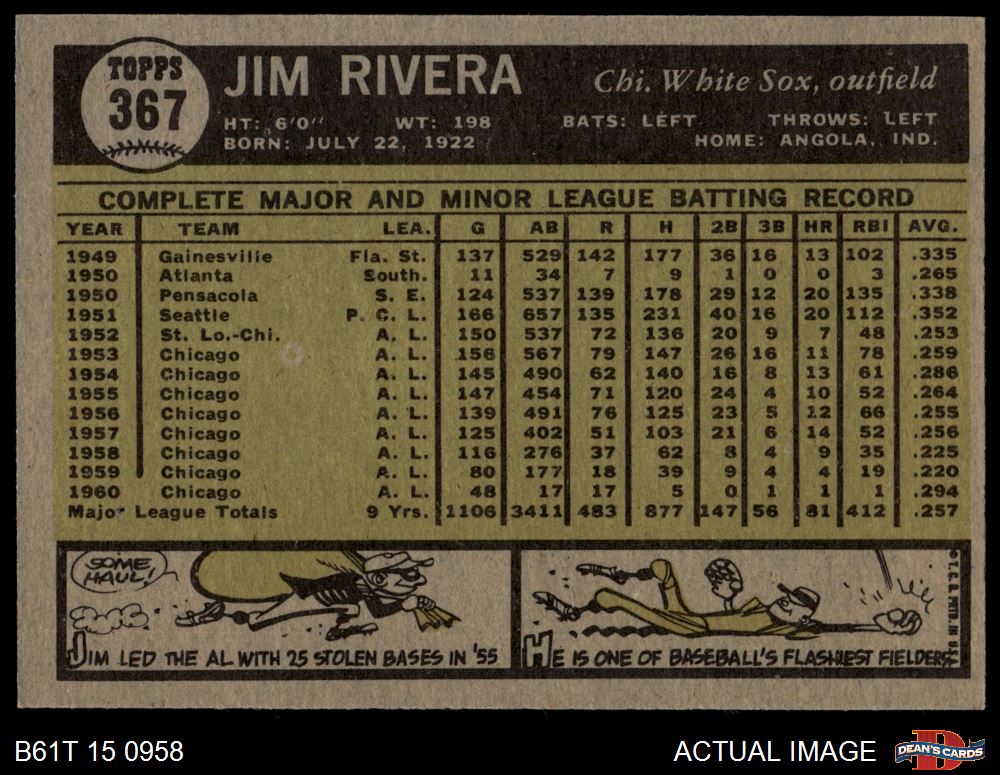 TOPPS
367
JIM RIVERA
Chi. White Sox, outfield
HT: 6'0" WT: 198 BATS: LEFT THROWS: LEFT
BORN: JULY 22, 1922 HOME: ANGOLA, IND.
COMPLETE MAJOR AND MINOR LEAGUE BATTING RECORD
YEAR TEAM LEA. G AB R H 2B 3B HR RBI AVG.
1949 Gainesville Fla. St. 137 529 142 177 36 16 13 102 .335
1950 Atlanta South. 11 34 7 9 1 0 0 3 .265
1950 Pensacola S. E. 124 537 139 178 29 12 20 135 .338
1951 Seattle P. C. L. 166 657 135 231 40 16 20 112 .352
1952 St. Lo.-Chi. A. L. 150 537 72 136 20 9 7 48 .253
1953 Chicago A. L. 156 567 79 147 26 16 11 78 .259
1954 Chicago A. L. 145 490 62 140 16 8 13 61 .286
1955 Chicago A. L. 147 454 71 120 24 4 10 52 .264
1956 Chicago A. L. 139 491 76 125 23 5 12 66 .255
1957 Chicago A. L. 125 402 51 103 21 6 14 52 .256
1958 Chicago A. L. 116 276 37 62 8 4 9 35 .225
1959 Chicago A. L. 80 177 18 39 9 4 4 19 .220
1960 Chicago A. L. 48 17 17 5 0 1 1 1 .294
Major League Totals 9 Yrs. 1106 3411 483 877 147 56 81 412 .257
SOME
HAUL!
JIM LED THE AL WITH 25 STOLEN BASES IN '55
HE IS ONE OF BASEBALL'S FLASHIEST FIELDERS
©T.C.G. PRTD. IN U.S.A.
B61T 15 0958
ACTUAL IMAGE
DEAN'S CARDS